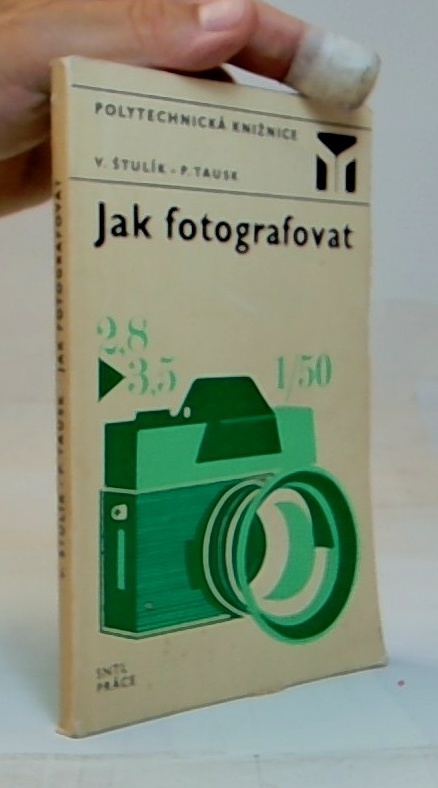 POLYTECHNICKÁ KNIŽNICE
V. ŠTULÍK - P. TAUSK
Jak fotografovat
2,8
3,5 1/50
SNTL
PRÁCE
V. ŠTULÍK - P. TAUSK JAK FOTOGRAFOVAT